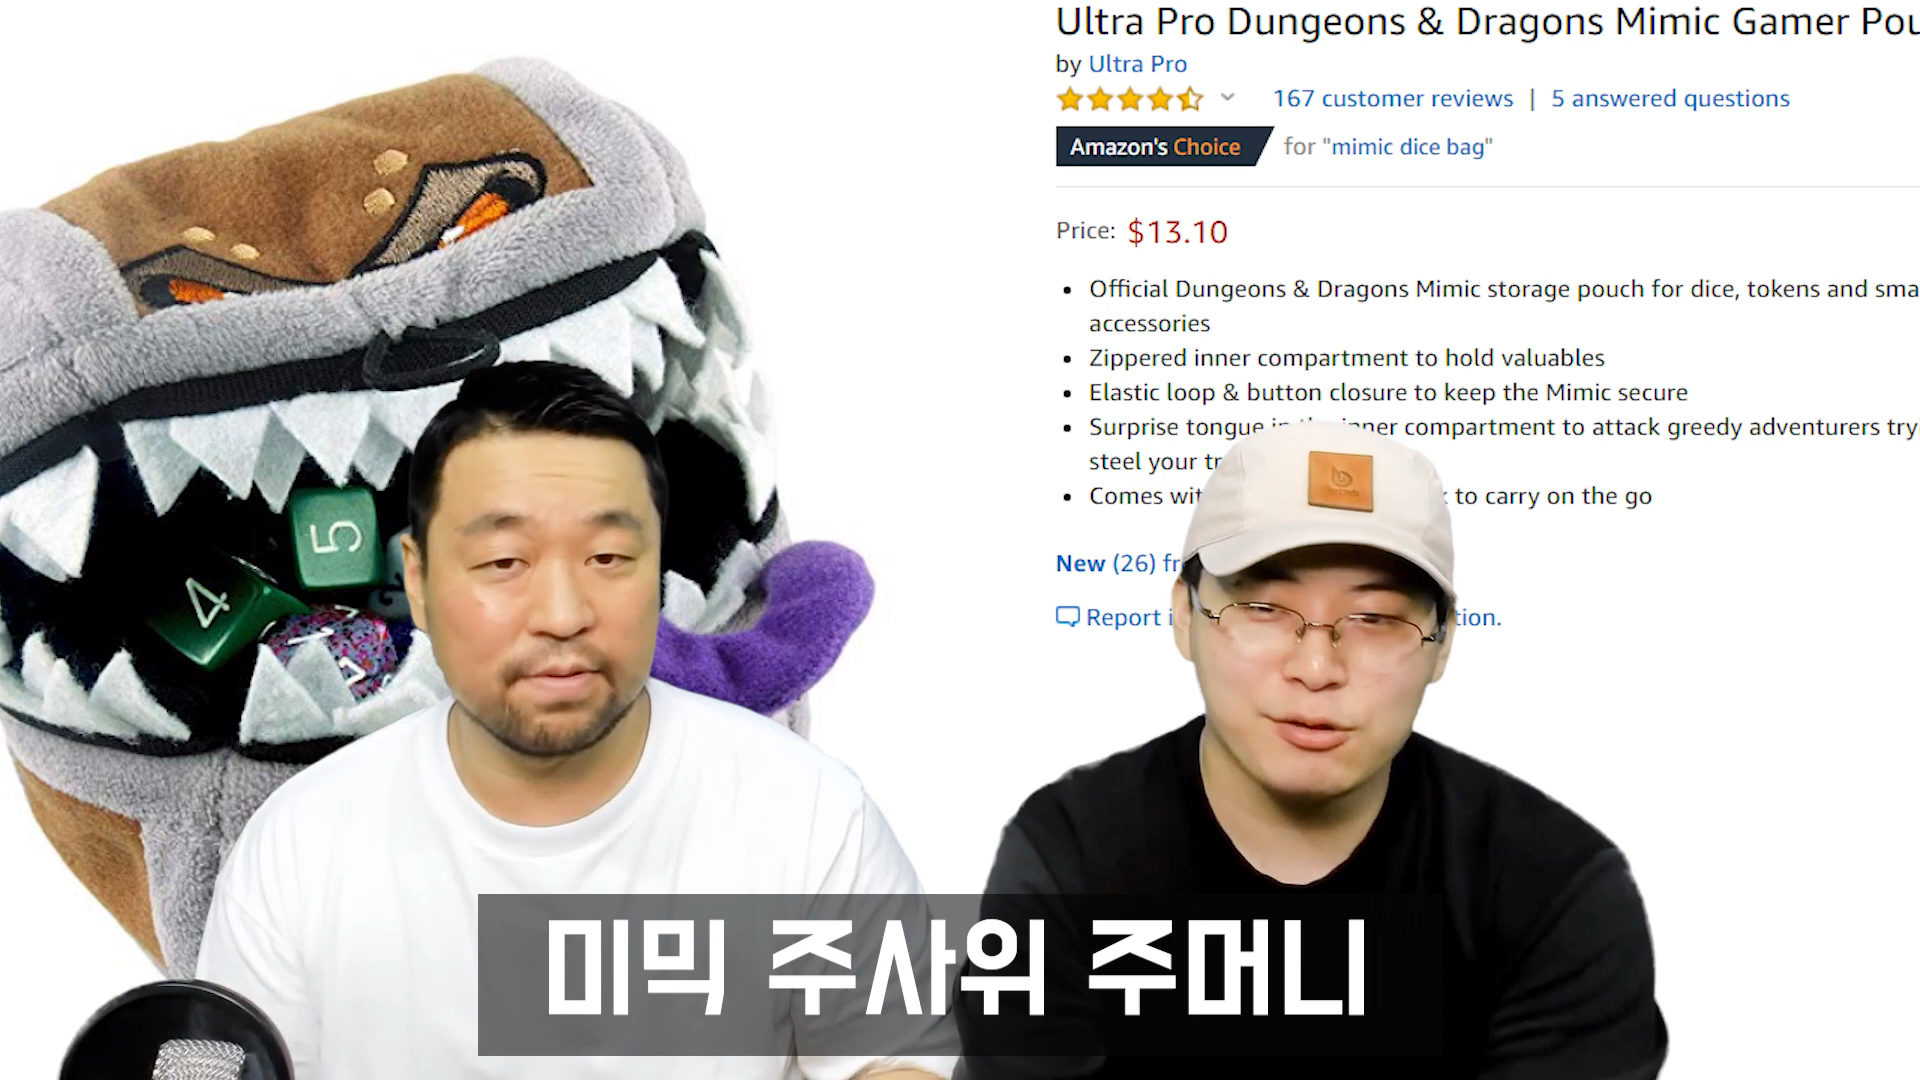 Ultra Pro Dungeons & Dragons Mimic Gamer
by Ultra Pro
167 customer reviews | 5 answered questions
Amazon's Choice for "mimic dice bag"
Price: $13.10
• Official Dungeons & Dragons Mimic storage pouch for dice, tokens and
accessories
• Zippered inner compartment to hold valuables
• Elastic loop & button closure to keep the Mimic secure
• Surprise tongue in the inner compartment to attack greedy adventurers
steel your
• Comes to carry on the go
New (26)
Report
5
4
미믹 주사위 주머니